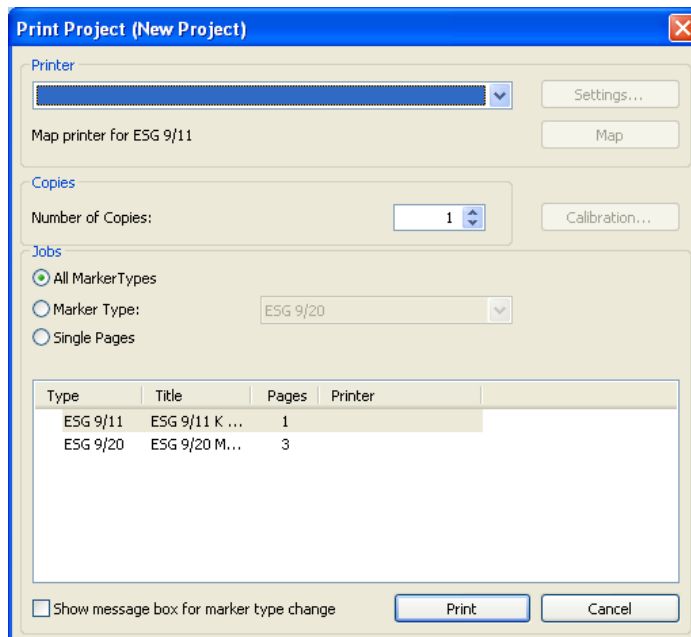 Print Project (New Project)
Printer
Settings...
Map printer for ESG 9/11
Map
Copies
Number of Copies:
1
Calibration...
Jobs
All MarkerTypes
Marker Type:
ESG 9/20
Single Pages
Type Title Pages Printer
ESG 9/11 ESG 9/11 K ... 1
ESG 9/20 ESG 9/20 M... 3
Show message box for marker type change
Print
Cancel